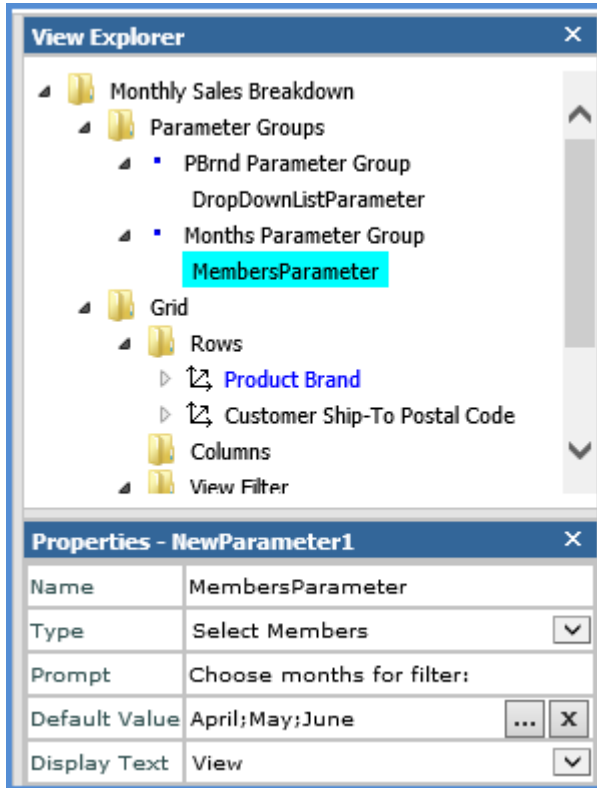 View Explorer
Monthly Sales Breakdown
Parameter Groups
PBrnd Parameter Group
DropDownListParameter
Months Parameter Group
MembersParameter
Grid
Rows
Product Brand
Customer Ship-To Postal Code
Columns
View Filter
Properties - NewParameter1
Name MembersParameter
Type Select Members
Prompt Choose months for filter:
Default Value April;May;June ... x
Display Text View